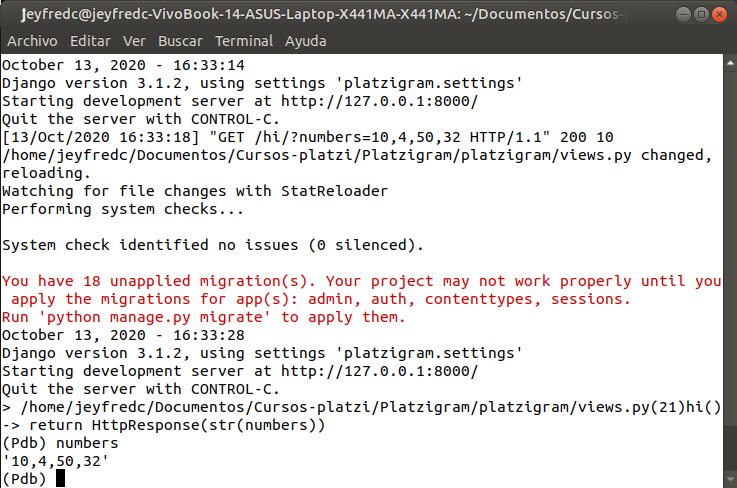 jeyfredc@jeyfredc-VivoBook-14-ASUS-Laptop-X441MA-X441MA: ~/Documentos/Cursos-
Archivo Editar Ver Buscar Terminal Ayuda
October 13, 2020 - 16:33:14
Django version 3.1.2, using settings 'platzigram.settings'
Starting development server at http://127.0.0.1:8000/
Quit the server with CONTROL-C.
[13/Oct/2020 16:33:18] "GET /hi/?numbers=10,4,50,32 HTTP/1.1" 200 10
/home/jeyfredc/Documentos/Cursos-platzi/Platzigram/platzigram/views.py changed,
reloading.
Watching for file changes with StatReloader
Performing system checks...
System check identified no issues (0 silenced).
You have 18 unapplied migration(s). Your project may not work properly until you
apply the migrations for app(s): admin, auth, contenttypes, sessions.
Run 'python manage.py migrate' to apply them.
October 13, 2020 - 16:33:28
Django version 3.1.2, using settings 'platzigram.settings'
Starting development server at http://127.0.0.1:8000/
Quit the server with CONTROL-C.
> /home/jeyfredc/Documentos/Cursos-platzi/Platzigram/platzigram/views.py(21)hi()
-> return HttpResponse(str(numbers))
(Pdb) numbers
'10,4,50,32'
(Pdb)